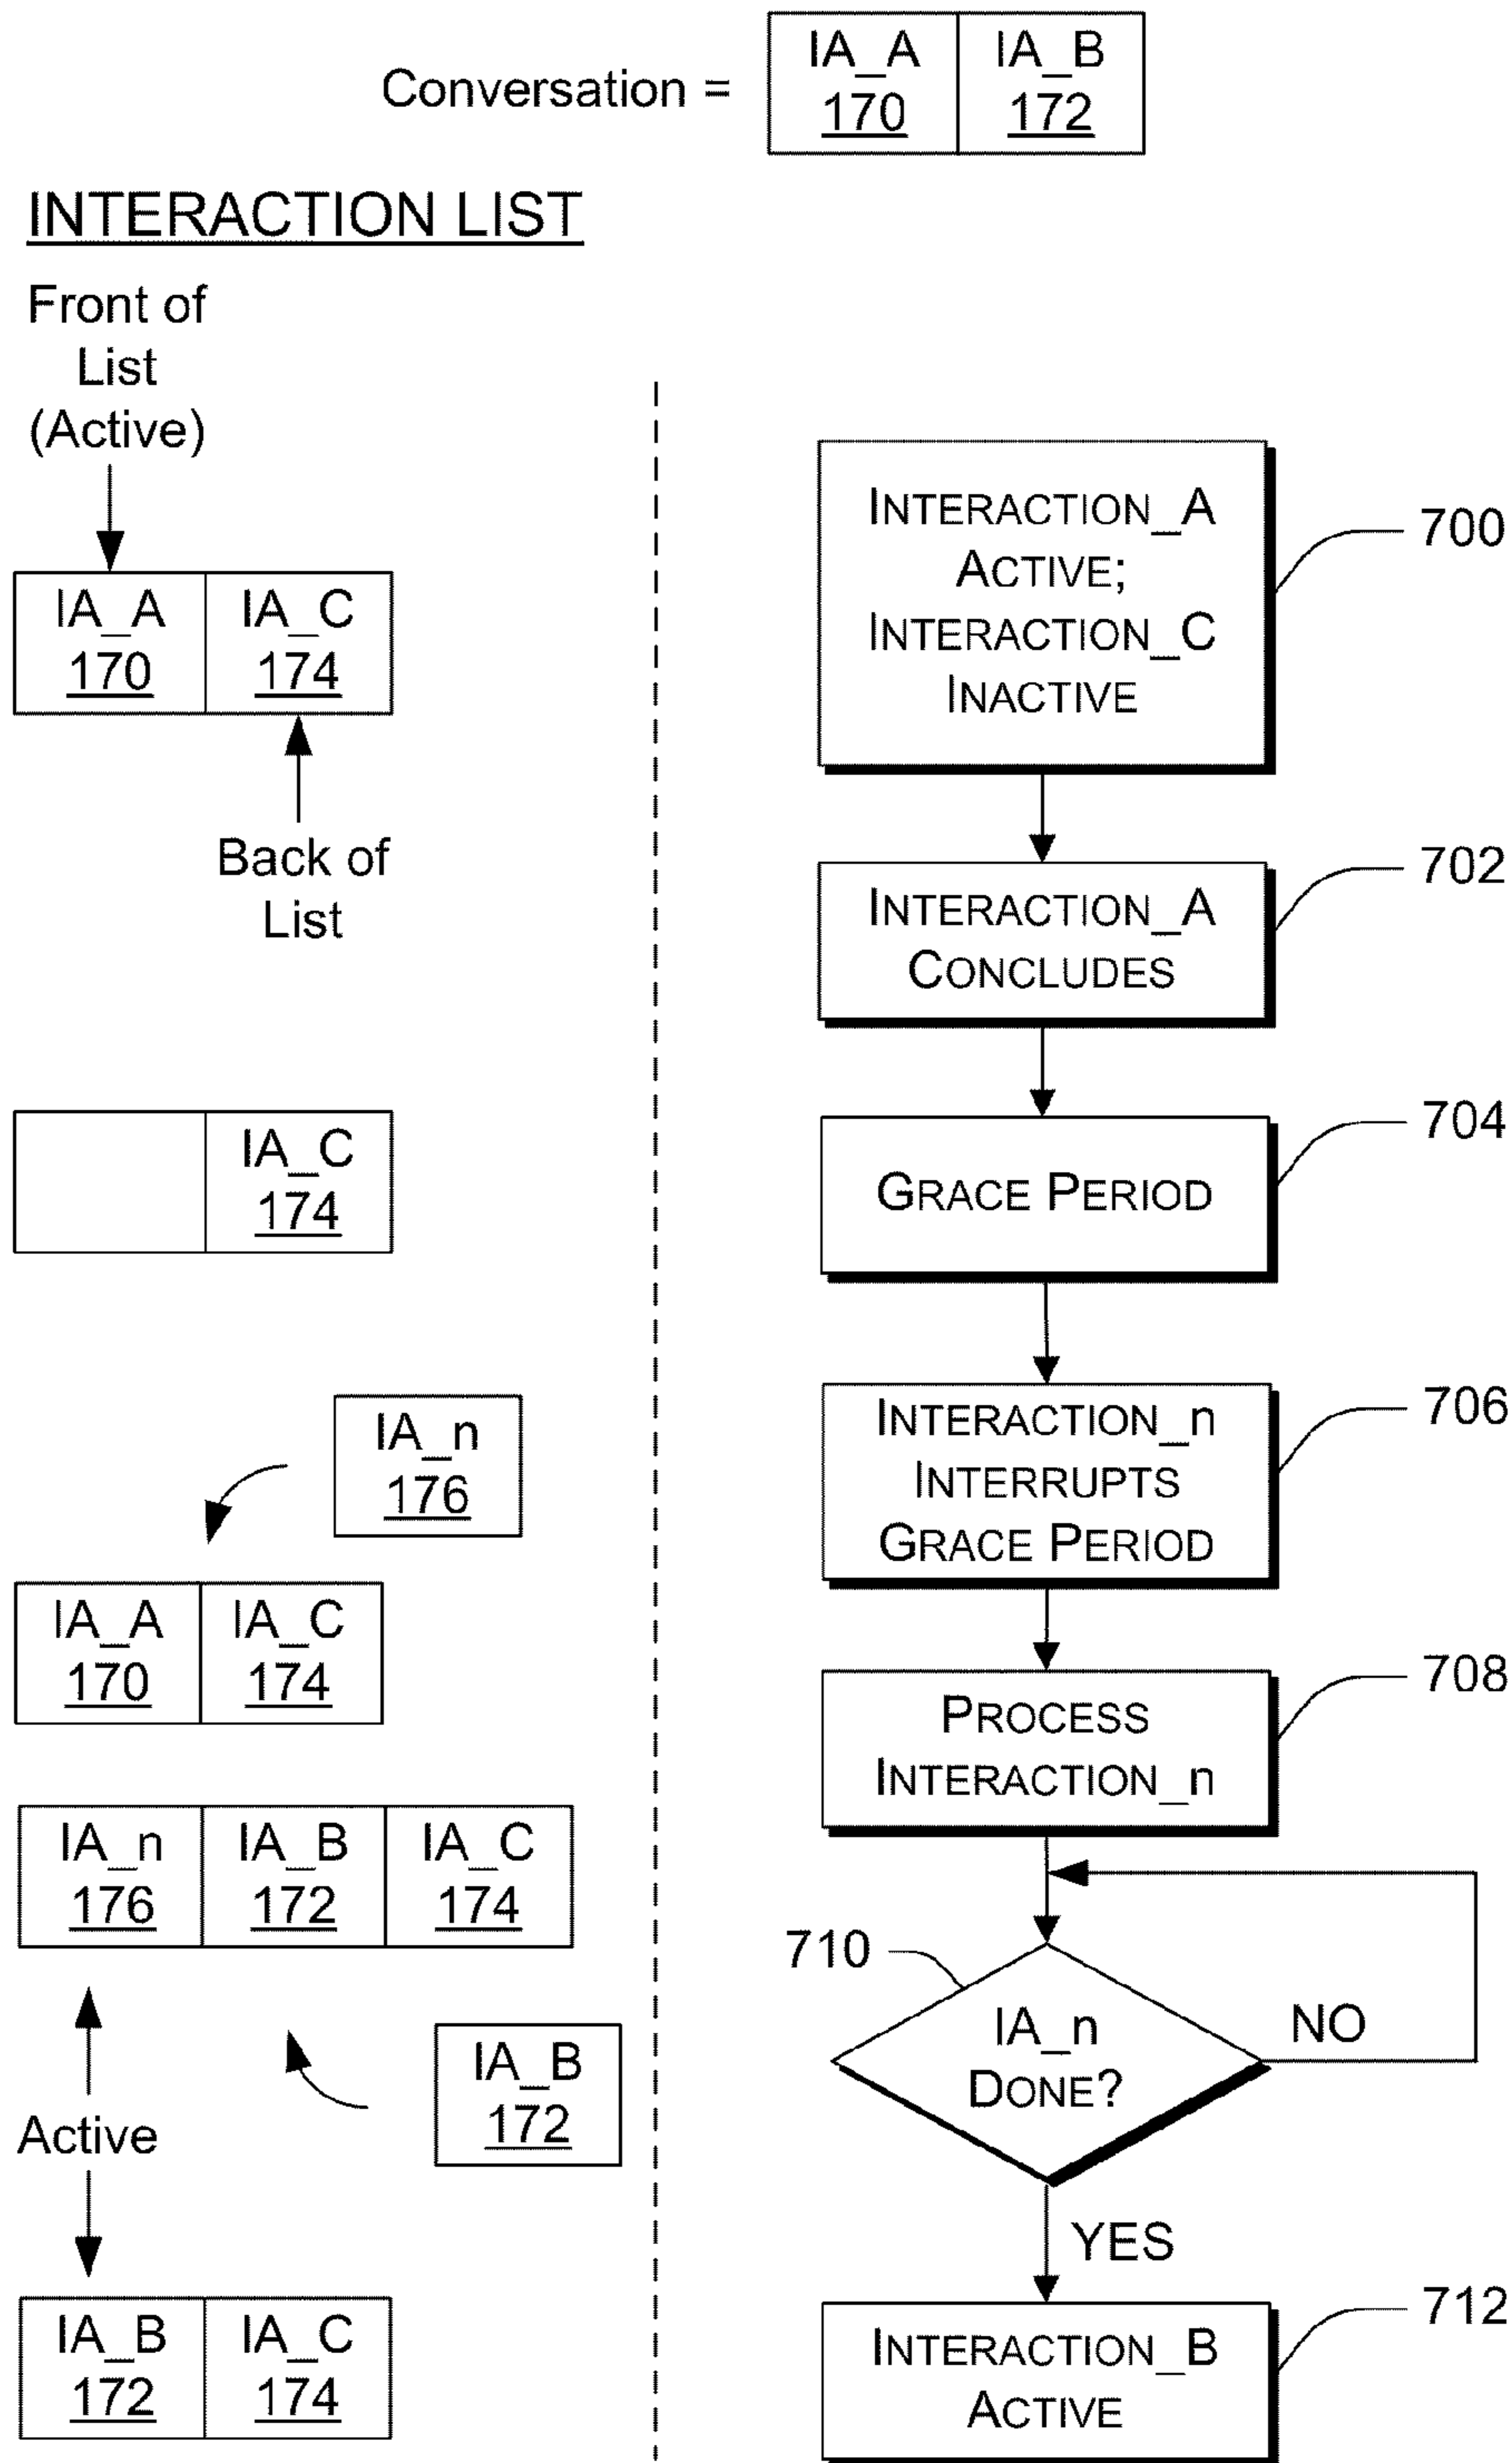 Conversation =
IA_A
170
IA_B
172
INTERACTION LIST
Front of
List
(Active)
IA_A
170
IA_C
174
Back of
List
IA_C
174
IA_n
176
IA_A
170
IA_C
174
IA_n
176
IA_B
172
IA_C
174
Active
IA_B
172
IA_B
172
IA_C
174
INTERACTION_A
ACTIVE;
INTERACTION_C
INACTIVE
700
INTERACTION_A
CONCLUDES
702
GRACE PERIOD
704
INTERACTION_n
INTERRUPTS
GRACE PERIOD
706
PROCESS
INTERACTION_n
708
710
IA_n
DONE?
NO
YES
INTERACTION_B
ACTIVE
712